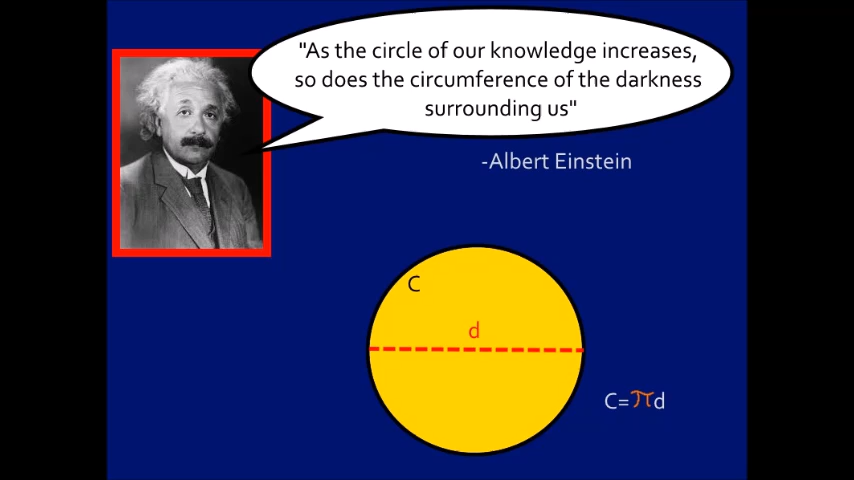 "As the circle of our knowledge increases,
so does the circumference of the darkness
surrounding us"
-Albert Einstein
C
d
C=πd